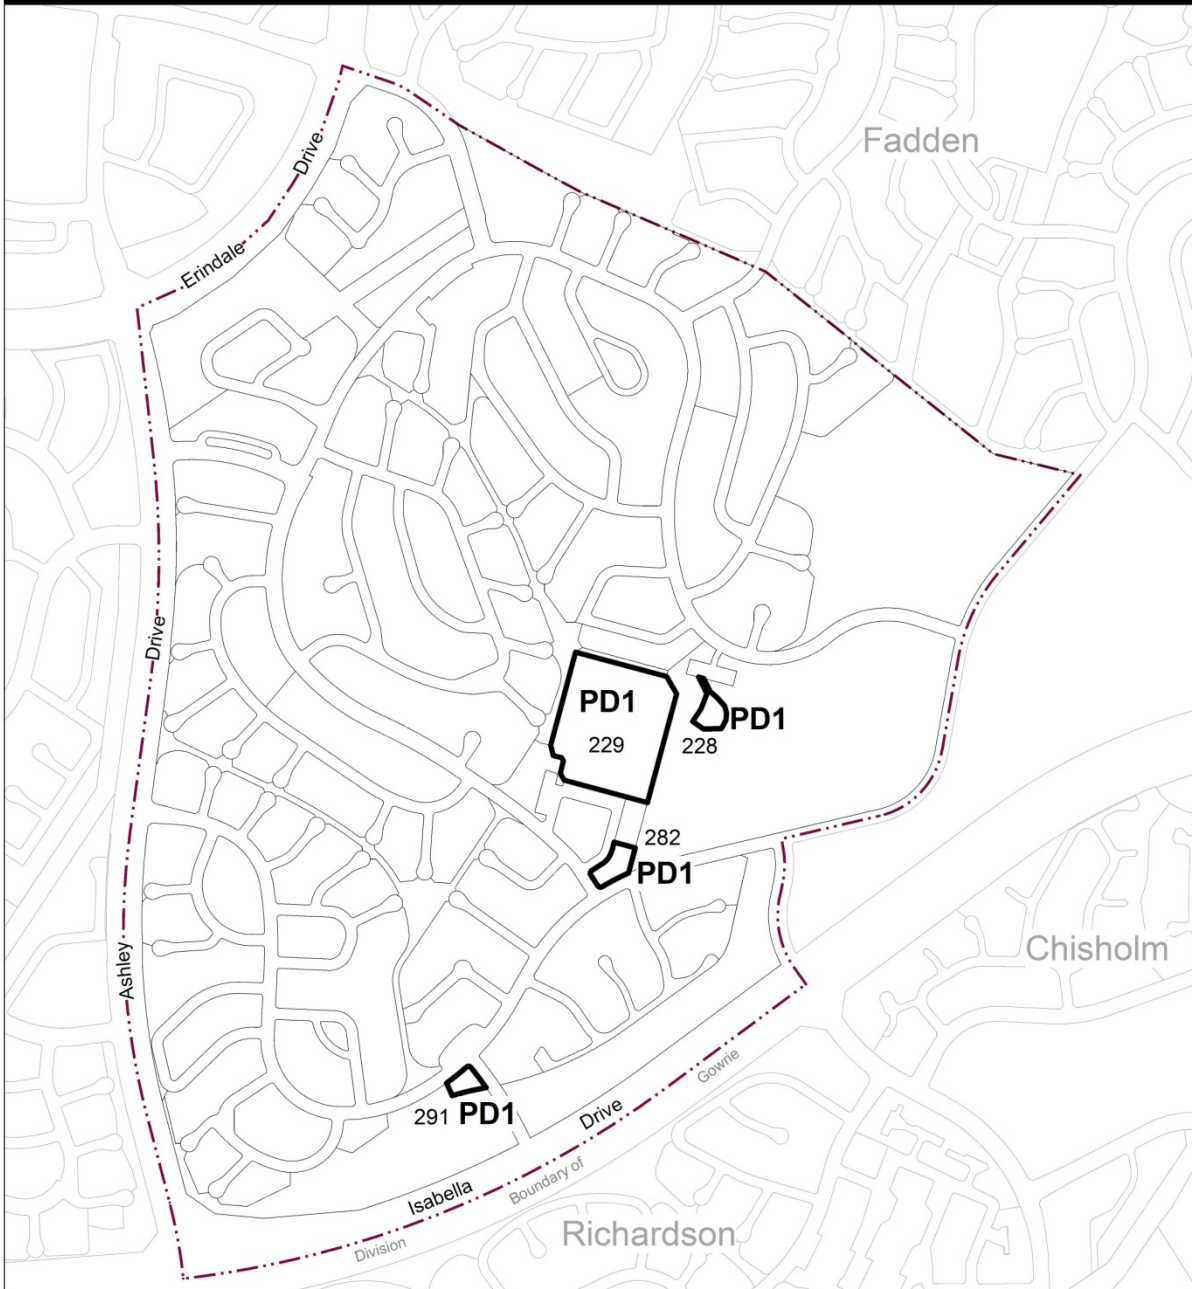 Fadden
Drive
Erindale
Drive
PD1
229
PD1
228
282
PD1
Ashley
Chisholm
Gowrie
291 PD1
Drive
Boundary of
Isabella
Richardson
Division